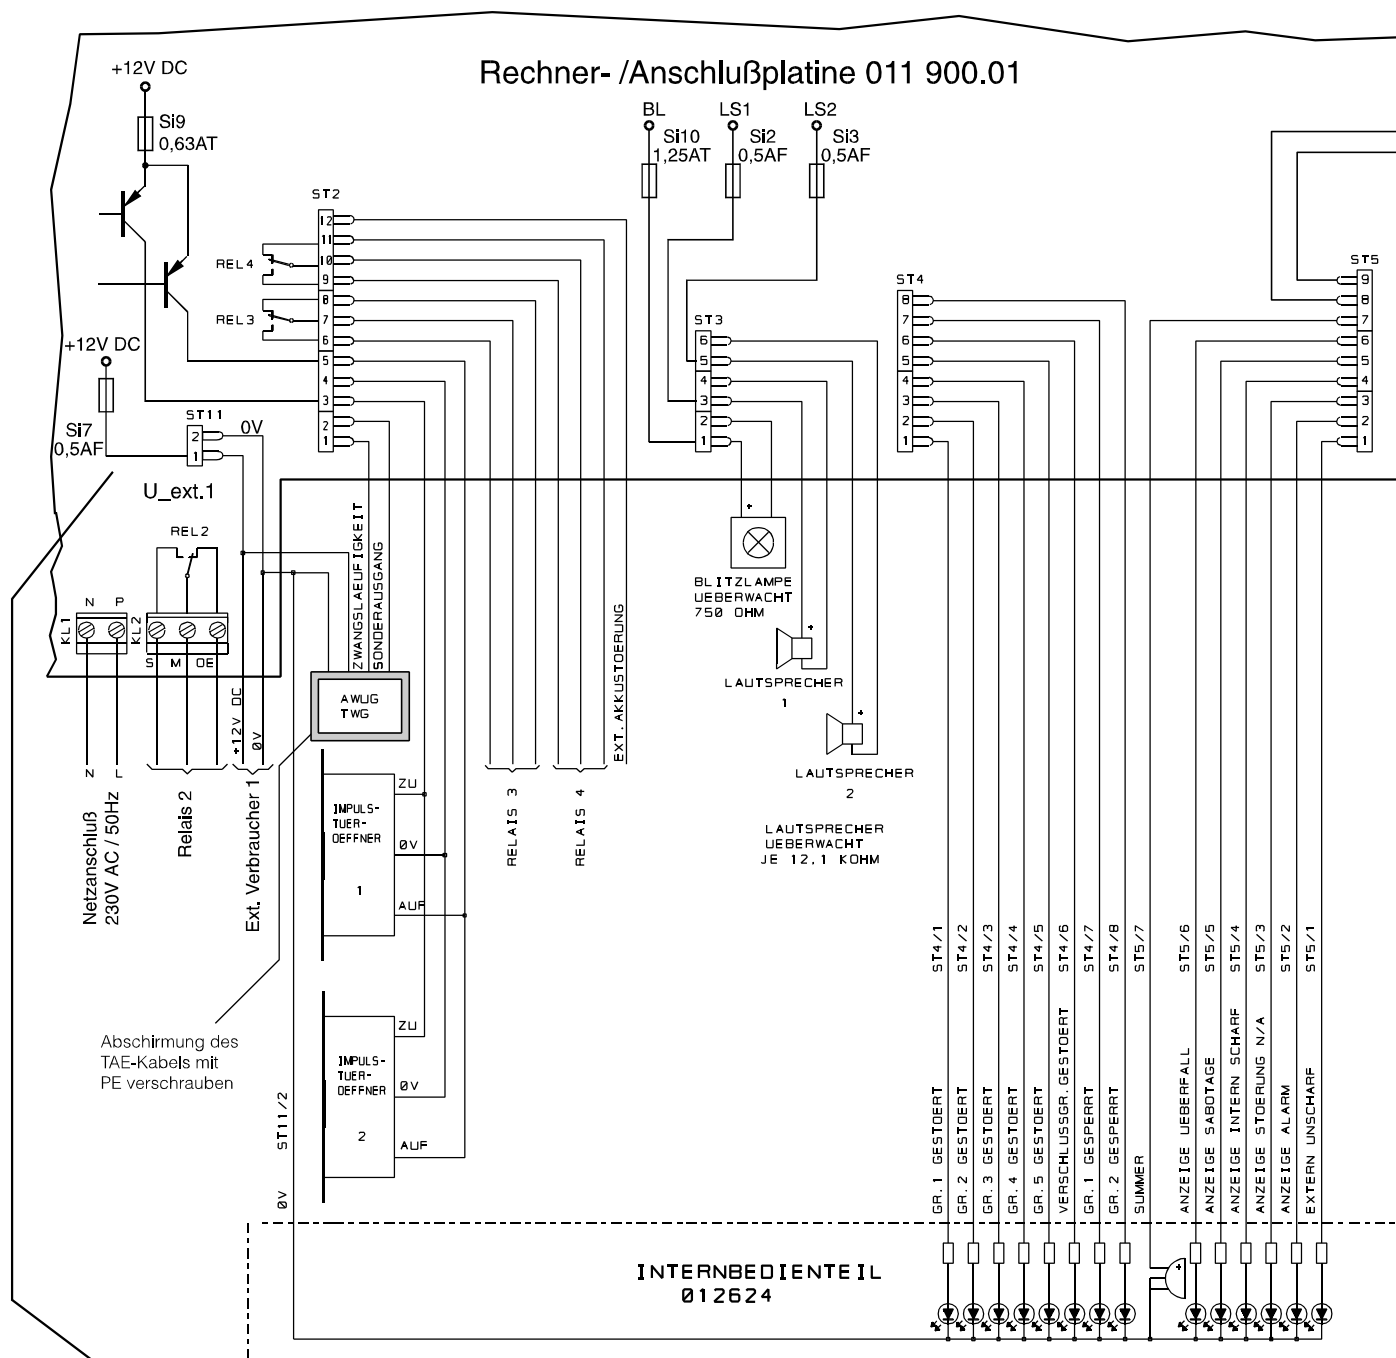 Rechner- /Anschlußplatine 011 900.01
+12V DC
Si9
0,63AT
BL
LS1
LS2
Si10
1,25AT
Si2
0,5AF
Si3
0,5AF
ST2
12
11
10
9
8
7
6
5
4
3
2
1
REL4
REL3
+12V DC
Si7
0,5AF
ST11
2
1
0V
U_ext.1
ST3
6
5
4
3
2
1
ST4
8
7
6
5
4
3
2
1
ST5
9
8
7
6
5
4
3
2
1
REL2
N
P
KL1
KL2
S
M
OE
ZWANGSLAEUFIGKEIT
SONDERAUSGANG
+
BLITZLAMPE
UEBERWACHT
750 OHM
+
LAUTSPRECHER
1
+
LAUTSPRECHER
2
LAUTSPRECHER
UEBERWACHT
JE 12,1 KOHM
AWUG
TWG
+12V DC
0V
N
L
Netzanschluß
230V AC / 50Hz
Relais 2
Ext. Verbraucher 1
RELAIS 3
RELAIS 4
EXT. AKKUSTOERUNG
IMPULS-
TUER-
OEFFNER
1
ZU
0V
AUF
IMPULS-
TUER-
OEFFNER
2
ZU
0V
AUF
Abschirmung des
TAE-Kabels mit
PE verschrauben
0V ST11/2
GR.1 GESTOERT ST4/1
GR.2 GESTOERT ST4/2
GR.3 GESTOERT ST4/3
GR.4 GESTOERT ST4/4
GR.5 GESTOERT ST4/5
VERSCHLUSSGR.GESTOERT ST4/6
GR.1 GESPERRT ST4/7
GR.2 GESPERRT ST4/8
SUMMER ST5/7
ANZEIGE UEBERFALL ST5/6
ANZEIGE SABOTAGE ST5/5
ANZEIGE INTERN SCHARF ST5/4
ANZEIGE STOERUNG N/A ST5/3
ANZEIGE ALARM ST5/2
EXTERN UNSCHARF ST5/1
INTERNBEDIENTEIL
012624
+